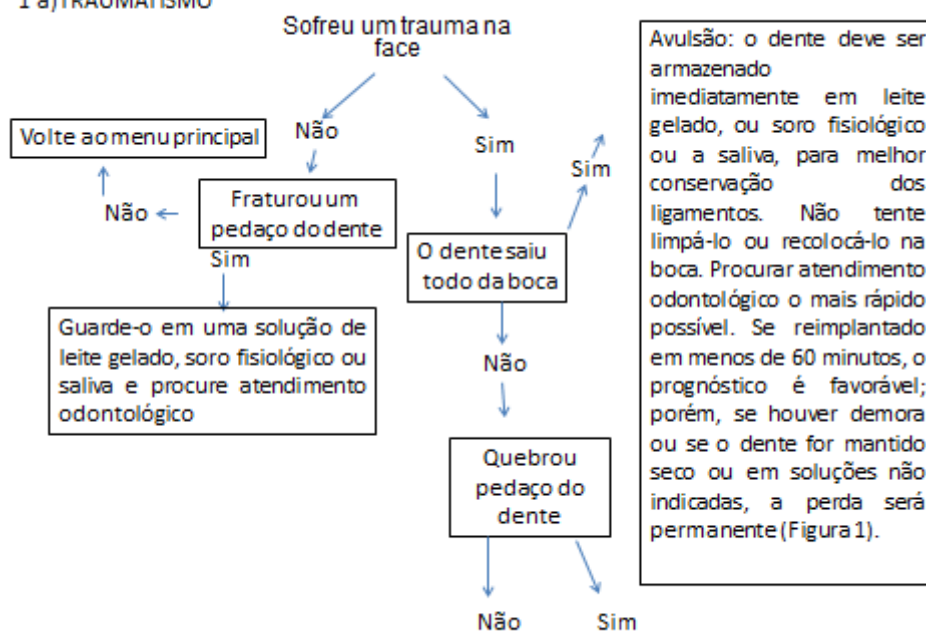 1 a)TRAUMATISMO
Sofreu um trauma na
face
Não
Sim
Volte ao menu principal
Fraturou um
pedaço do dente
Não
Sim
Guarde-o em uma solução de
leite gelado, soro fisiológico ou
saliva e procure atendimento
odontológico
O dente saiu
todo da boca
Sim
Não
Quebrou
pedaço do
dente
Não
Sim
Avulsão: o dente deve ser
armazenado
imediatamente em leite
gelado, ou soro fisiológico
ou a saliva, para melhor
conservação dos
ligamentos. Não tente
limpá-lo ou recolocá-lo na
boca. Procurar atendimento
odontológico o mais rápido
possível. Se reimplantado
em menos de 60 minutos, o
prognóstico é favorável;
porém, se houver demora
ou se o dente for mantido
seco ou em soluções não
indicadas, a perda será
permanente (Figura 1).